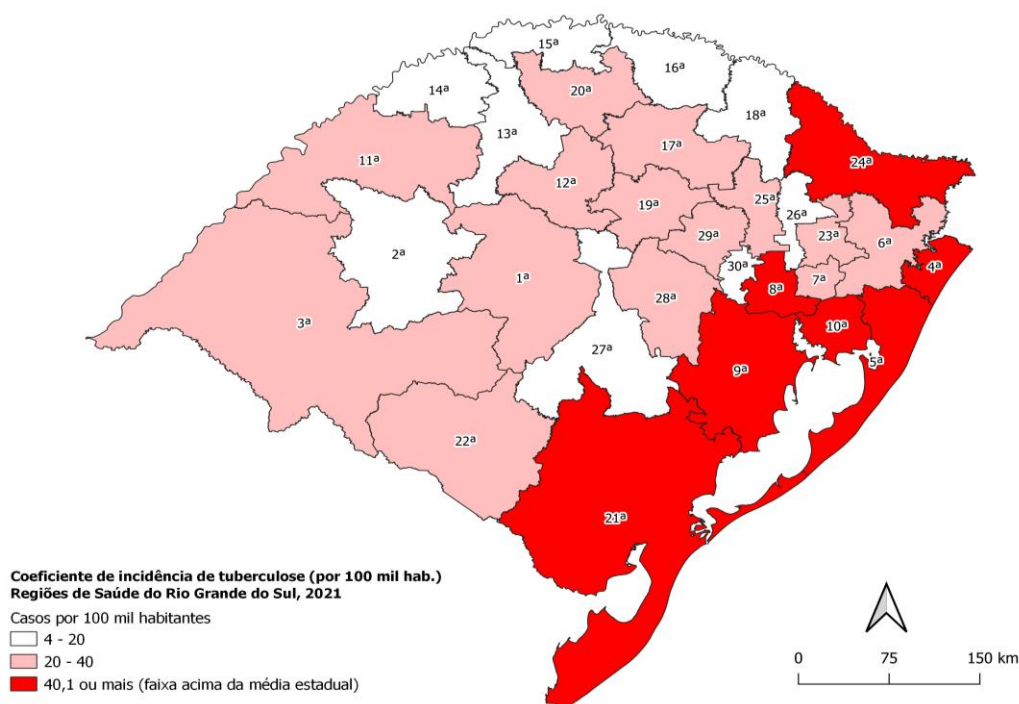 15ª
16ª
14ª
20ª
18ª
13ª
17ª
11ª
24ª
12ª
25ª
19ª
26ª
29ª
23ª
6ª
2ª
30ª
4ª
1ª
7ª
8ª
28ª
3ª
10ª
27ª
5ª
9ª
22ª
21ª
Coeficiente de incidência de tuberculose (por 100 mil hab.)
Regiões de Saúde do Rio Grande do Sul, 2021
Casos por 100 mil habitantes
4 - 20
20 - 40
40,1 ou mais (faixa acima da média estadual)
0 75 150 km